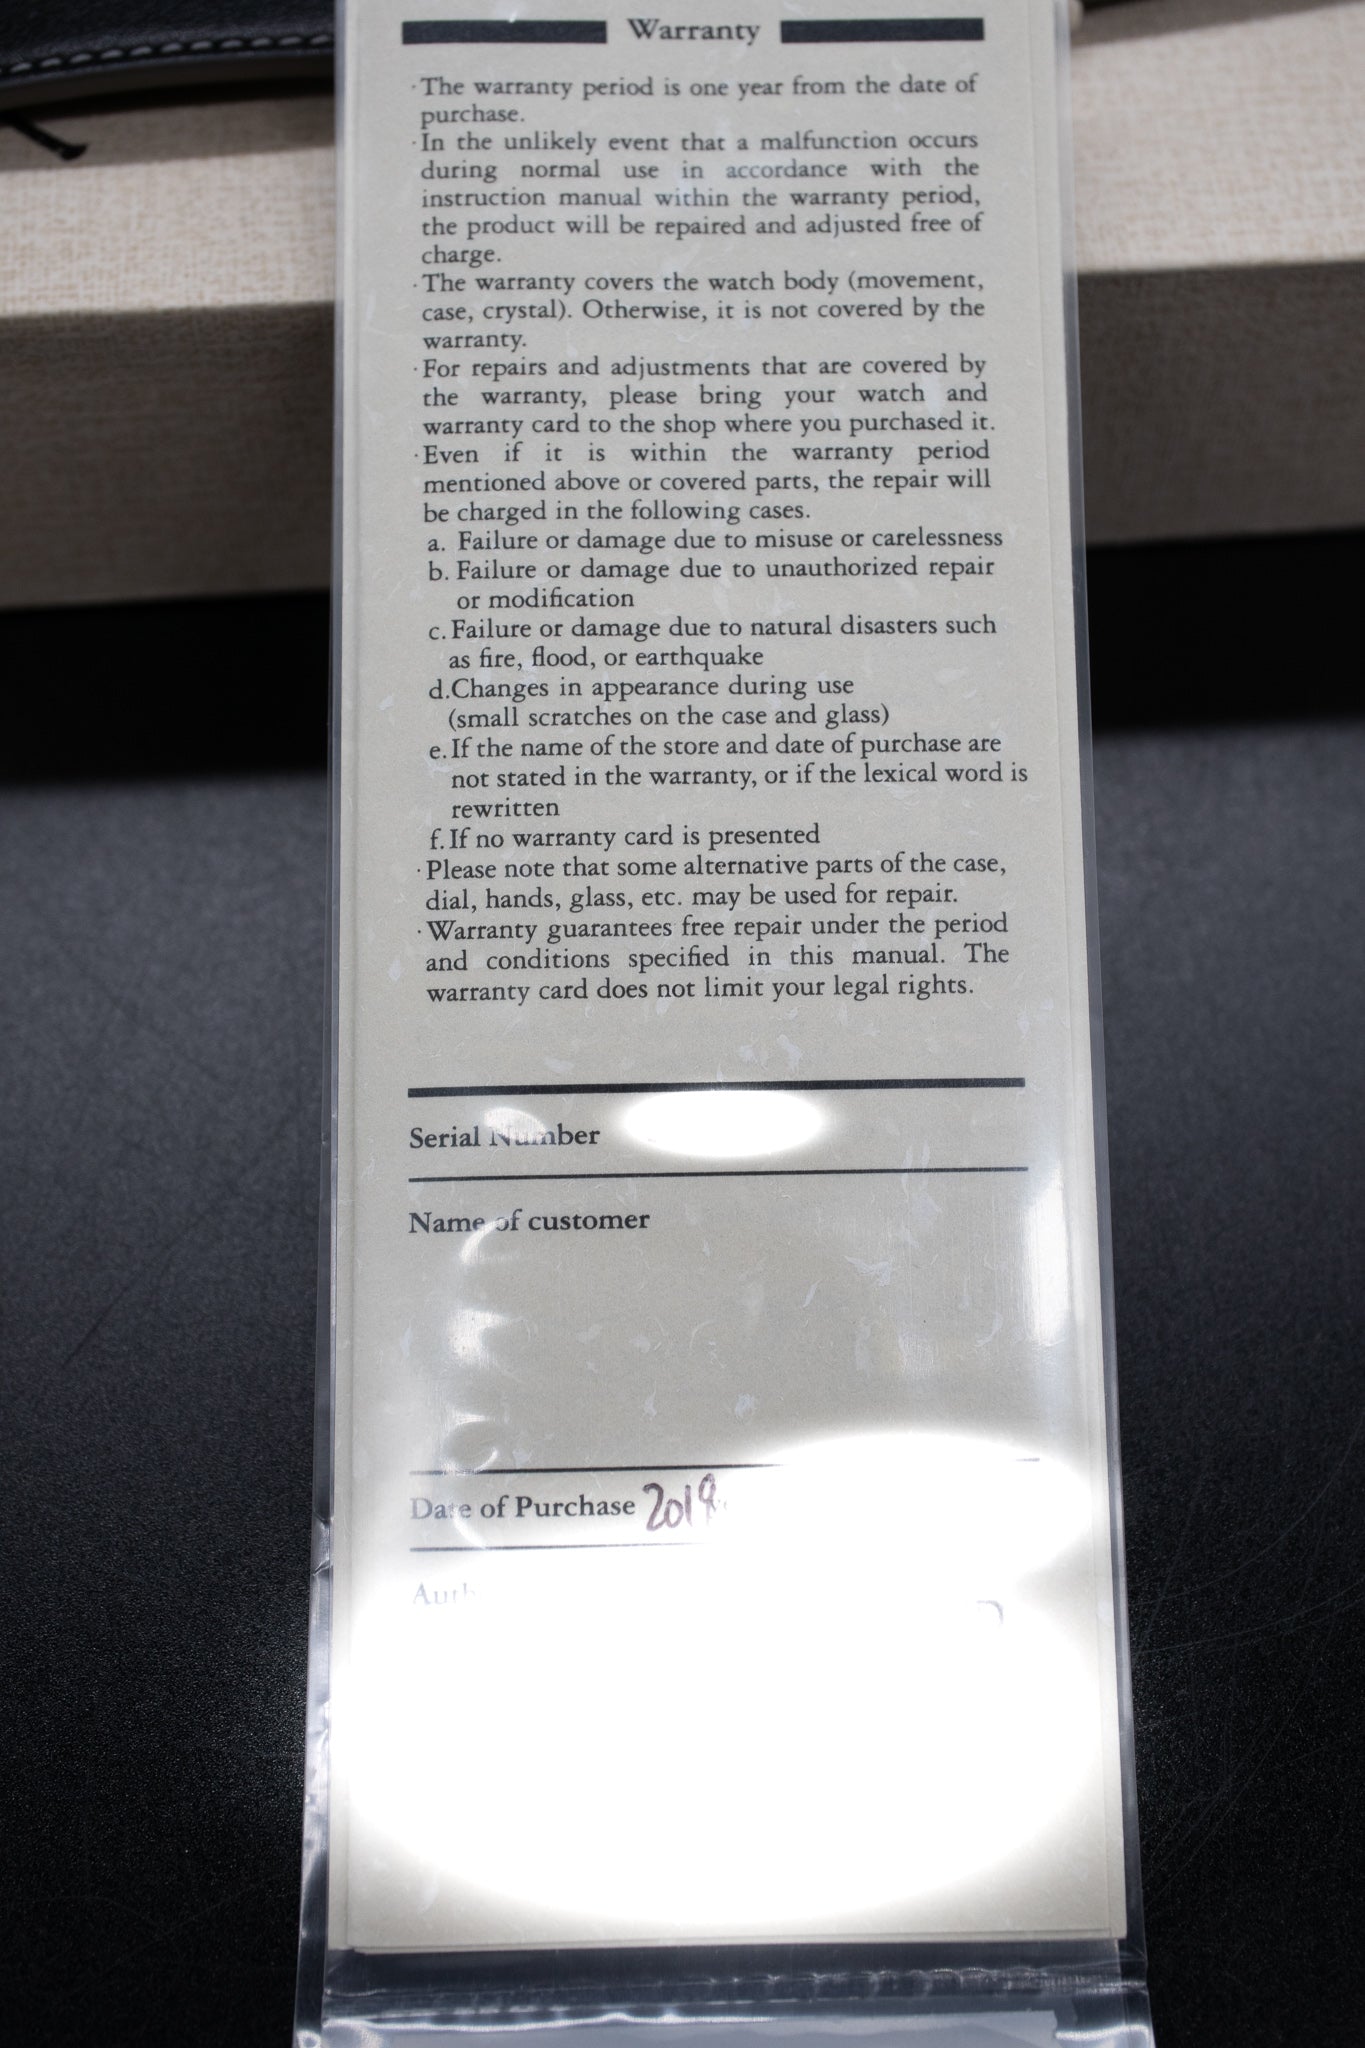 Warranty
·The warranty period is one year from the date of
purchase.
·In the unlikely event that a malfunction occurs
during normal use in accordance with the
instruction manual within the warranty period,
the product will be repaired and adjusted free of
charge.
·The warranty covers the watch body (movement,
case, crystal). Otherwise, it is not covered by the
warranty.
·For repairs and adjustments that are covered by
the warranty, please bring your watch and
warranty card to the shop where you purchased it.
·Even if it is within the warranty period
mentioned above or covered parts, the repair will
be charged in the following cases.
a. Failure or damage due to misuse or carelessness
b. Failure or damage due to unauthorized repair
or modification
c. Failure or damage due to natural disasters such
as fire, flood, or earthquake
d.Changes in appearance during use
(small scratches on the case and glass)
e. If the name of the store and date of purchase are
not stated in the warranty, or if the lexical word is
rewritten
f. If no warranty card is presented
·Please note that some alternative parts of the case,
dial, hands, glass, etc. may be used for repair.
·Warranty guarantees free repair under the period
and conditions specified in this manual. The
warranty card does not limit your legal rights.
Serial Number
Name of customer
Date of Purchase